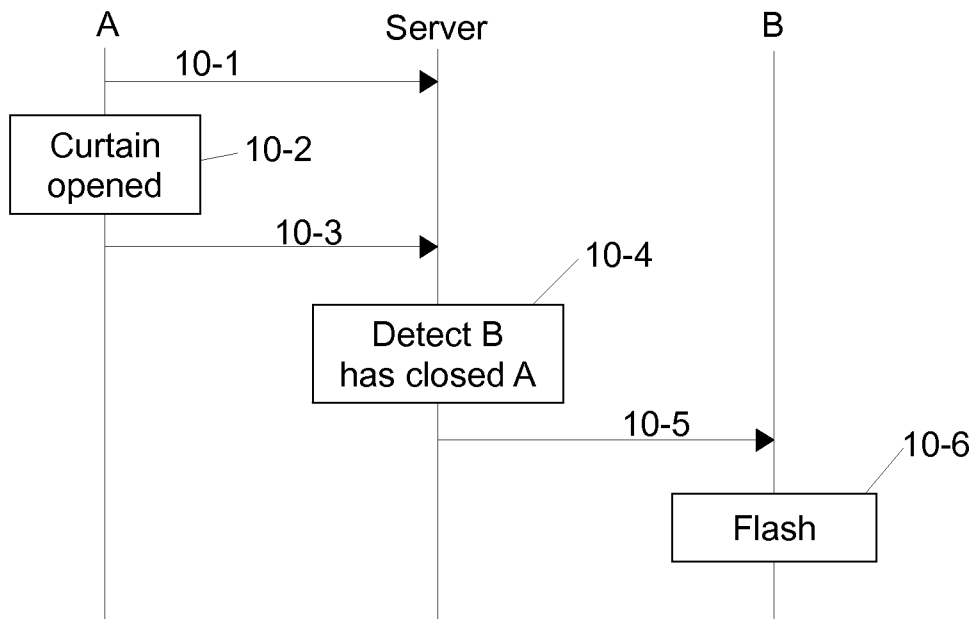 A
Server
B
10-1
Curtain
opened
10-2
10-3
10-4
Detect B
has closed A
10-5
10-6
Flash